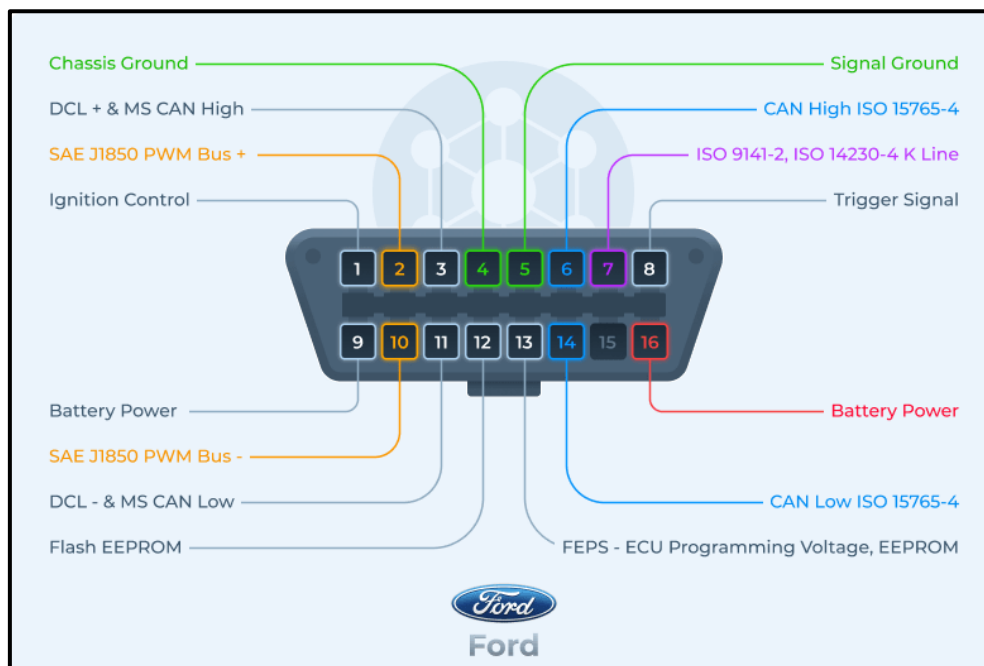 Chassis Ground
Signal Ground
DCL + & MS CAN High
CAN High ISO 15765-4
SAE J1850 PWM Bus +
ISO 9141-2, ISO 14230-4 K Line
Ignition Control
Trigger Signal
1 2 3 4 5 6 7 8
9 10 11 12 13 14 15 16
Battery Power
Battery Power
SAE J1850 PWM Bus -
DCL - & MS CAN Low
CAN Low ISO 15765-4
Flash EEPROM
FEPS - ECU Programming Voltage, EEPROM
Ford
Ford